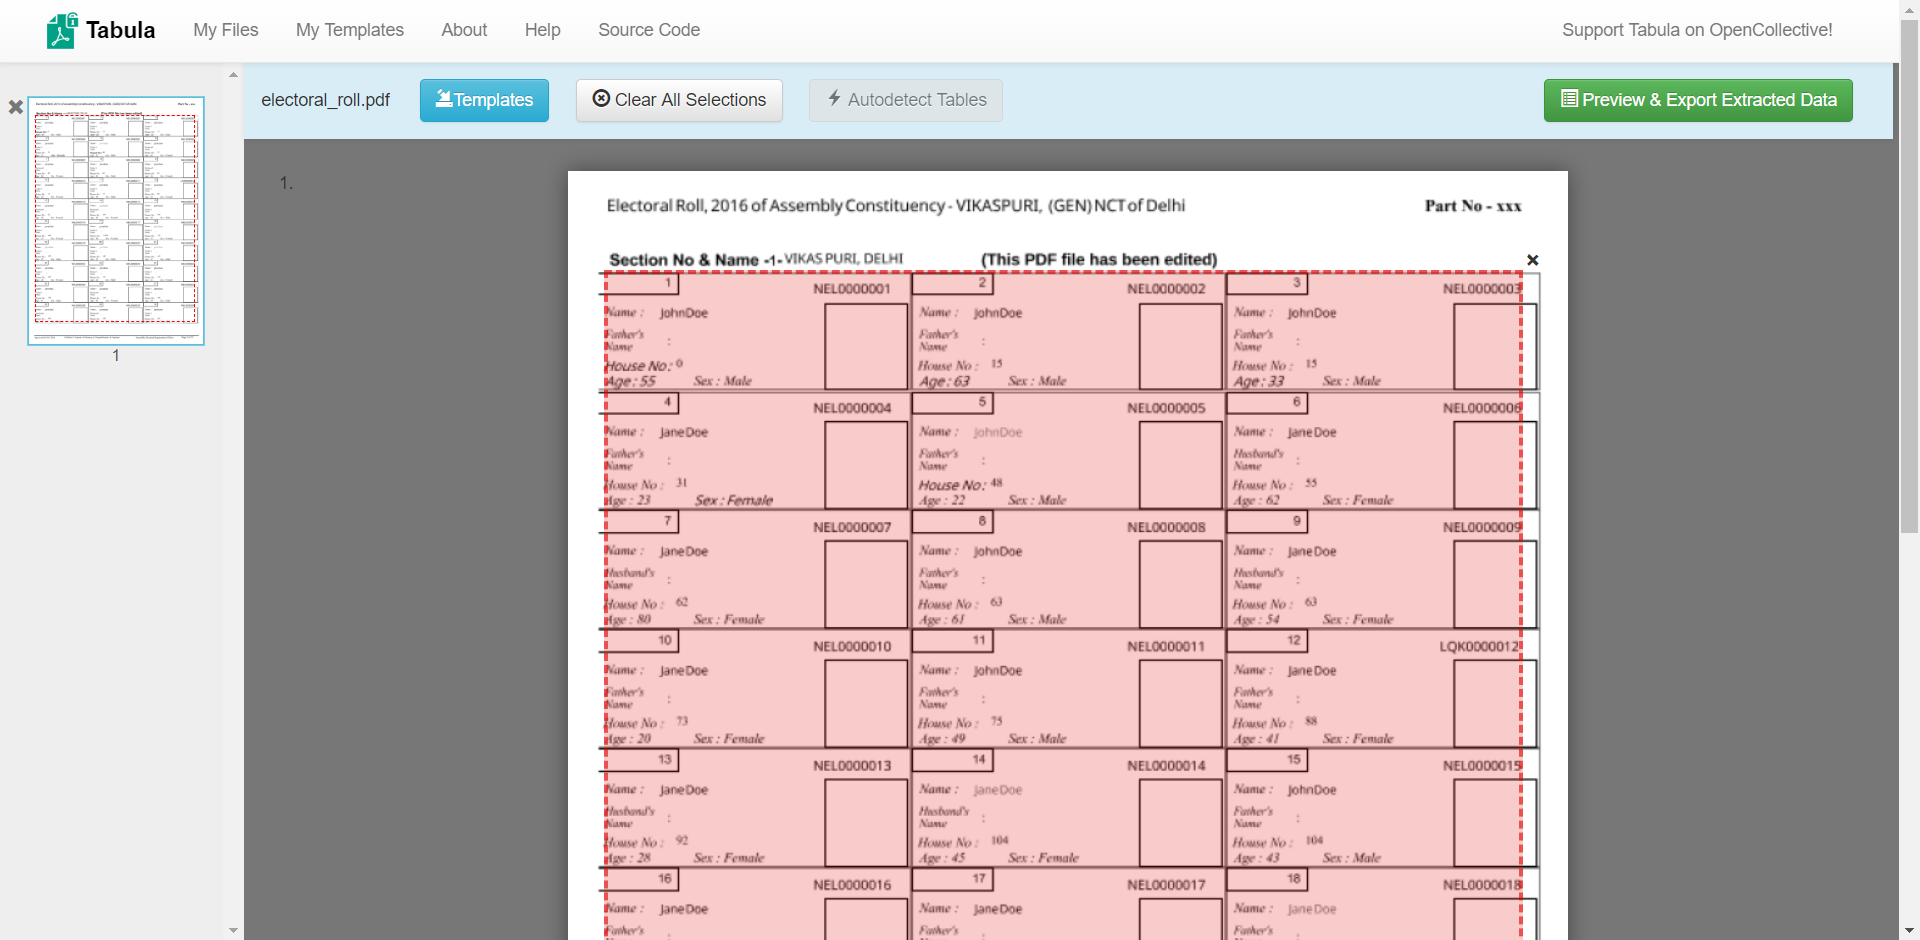 Tabula My Files My Templates About Help Source Code Support Tabula on OpenCollective!
electoral_roll.pdf Templates Clear All Selections Autodetect Tables Preview & Export Extracted Data
1
1.
Electoral Roll, 2016 of Assembly Constituency - VIKASPURI, (GEN) NCT of Delhi Part No - xxx
Section No & Name -1- VIKAS PURI, DELHI (This PDF file has been edited)
1 NEL0000001 2 NEL0000002 3 NEL0000003
Name : JohnDoe Name : JohnDoe Name : JohnDoe
Father's Father's Father's
Name : Name : Name :
House No: 0 House No : 15 House No : 15
Age: 55 Sex : Male Age: 63 Sex : Male Age: 33 Sex : Male
4 NEL0000004 5 NEL0000005 6 NEL0000006
Name : JaneDoe Name : JohnDoe Name : JaneDoe
Father's Father's Husband's
Name : Name : Name :
House No : 31 House No: 48 House No : 55
Age : 23 Sex : Female Age : 22 Sex : Male Age : 62 Sex : Female
7 NEL0000007 8 NEL0000008 9 NEL0000009
Name : JaneDoe Name : JohnDoe Name : JaneDoe
Husband's Father's Husband's
Name : Name : Name :
House No : 62 House No : 63 House No : 63
Age : 80 Sex : Female Age : 61 Sex : Male Age : 54 Sex : Female
10 NEL0000010 11 NEL0000011 12 LQK0000012
Name : JaneDoe Name : JohnDoe Name : JaneDoe
Father's Father's Father's
Name : Name : Name :
House No : 73 House No : 75 House No : 88
Age : 20 Sex : Female Age : 49 Sex : Male Age : 41 Sex : Female
13 NEL0000013 14 NEL0000014 15 NEL0000015
Name : JaneDoe Name : JaneDoe Name : JohnDoe
Husband's Husband's Father's
Name : Name : Name :
House No : 92 House No : 104 House No : 104
Age : 28 Sex : Female Age : 45 Sex : Female Age : 43 Sex : Male
16 NEL0000016 17 NEL0000017 18 NEL0000018
Name : JaneDoe Name : JaneDoe Name : JaneDoe
Father's Father's Father's